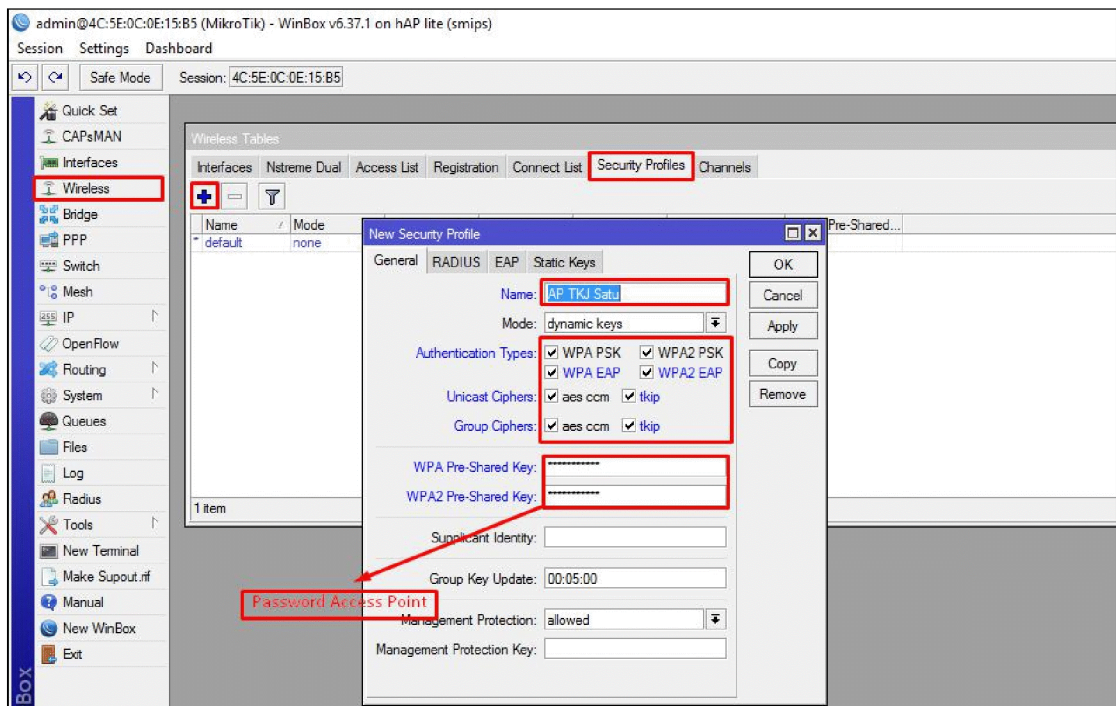 admin@4C:5E:0C:0E:15:B5 (MikroTik) - WinBox v6.37.1 on hAP lite (smips)
Session Settings Dashboard
Safe Mode Session: 4C:5E:0C:0E:15:B5
Quick Set
CAPsMAN
Interfaces
Wireless
Bridge
PPP
Switch
Mesh
IP
OpenFlow
Routing
System
Queues
Files
Log
Radius
Tools
New Terminal
Make Supout.rif
Manual
New WinBox
Exit
Box
Wireless Tables
Interfaces Nstreme Dual Access List Registration Connect List Security Profiles Channels
Name Mode Pre-Shared...
* default none
1 item
New Security Profile
General RADIUS EAP Static Keys
Name: AP TKJ Satu
Mode: dynamic keys
Authentication Types: WPA PSK WPA2 PSK
WPA EAP WPA2 EAP
Unicast Ciphers: aes ccm tkip
Group Ciphers: aes ccm tkip
WPA Pre-Shared Key: ***********
WPA2 Pre-Shared Key: ***********
Supplicant Identity:
Group Key Update: 00:05:00
Management Protection: allowed
Management Protection Key:
OK
Cancel
Apply
Copy
Remove
Password Access Point